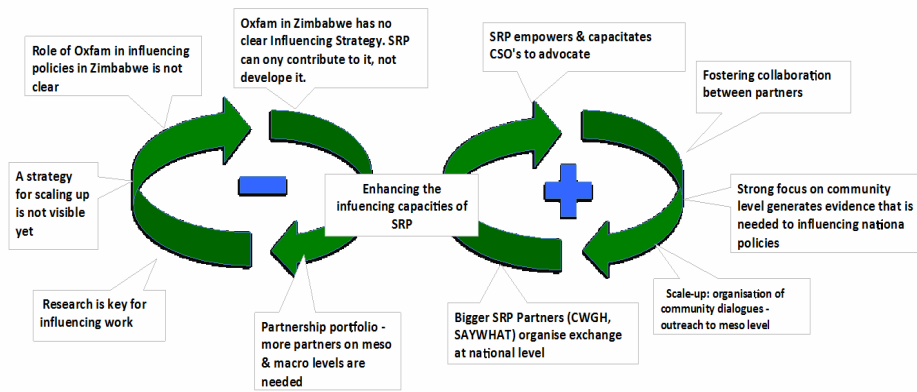 Role of Oxfam in influencing
policies in Zimbabwe is not
clear
Oxfam in Zimbabwe has no
clear Influencing Strategy. SRP
can ony contribute to it, not
develope it.
A strategy
for scaling up
is not visible
yet
Research is key for
influencing work
Partnership portfolio -
more partners on meso
& macro levels are
needed
Enhancing the
infuencing capacities of
SRP
SRP empowers & capacitates
CSO's to advocate
Fostering collaboration
between partners
Strong focus on community
level generates evidence that is
needed to influencing nationa
policies
Scale-up: organisation of
community dialogues -
outreach to meso level
Bigger SRP Partners (CWGH,
SAYWHAT) organise exchange
at national level